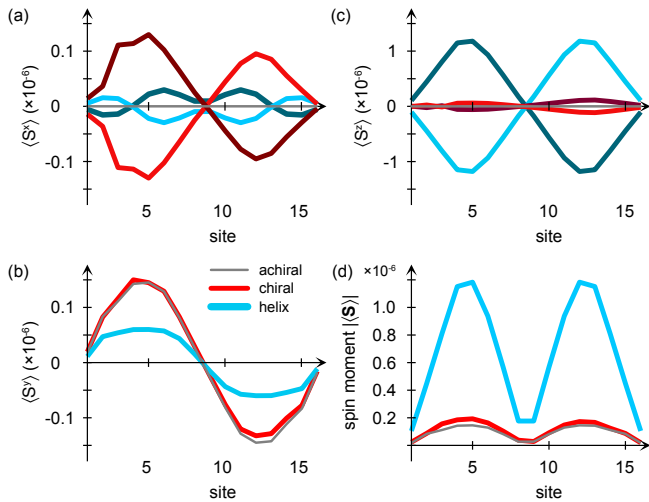 (a)
0.1
0
-0.1
⟨Sˣ⟩ (×10⁻⁶)
5
10
15
site
(c)
1
0
-1
⟨Sᶻ⟩ (×10⁻⁶)
5
10
15
site
(b)
0.1
0
-0.1
⟨Sʸ⟩ (×10⁻⁶)
achiral
chiral
helix
5
10
15
site
(d)
×10⁻⁶
1.0
0.8
0.6
0.4
0.2
spin moment |⟨S⟩|
5
10
15
site